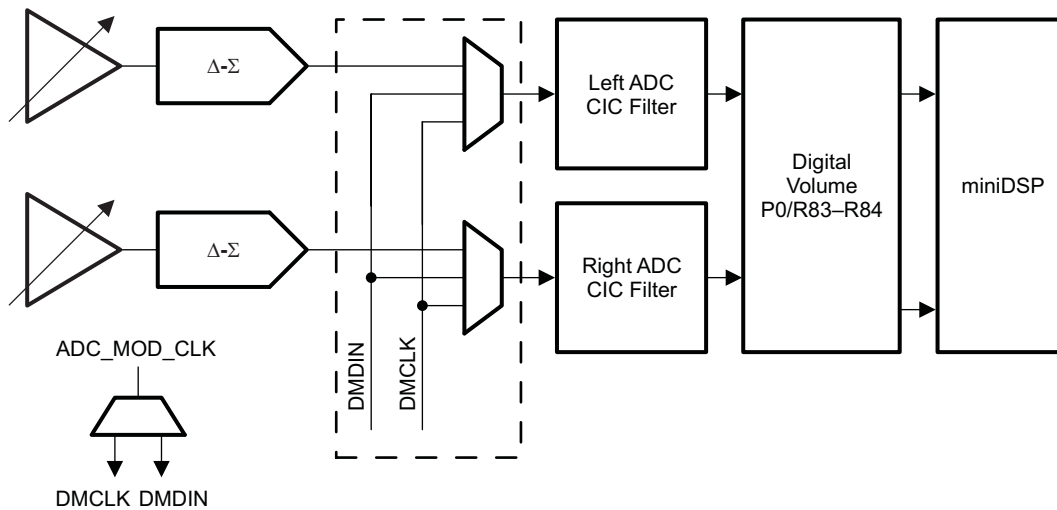 Δ-Σ
Left ADC
CIC Filter
Digital
Volume
P0/R83–R84
miniDSP
Δ-Σ
Right ADC
CIC Filter
DMDIN
DMCLK
ADC_MOD_CLK
DMCLK DMDIN